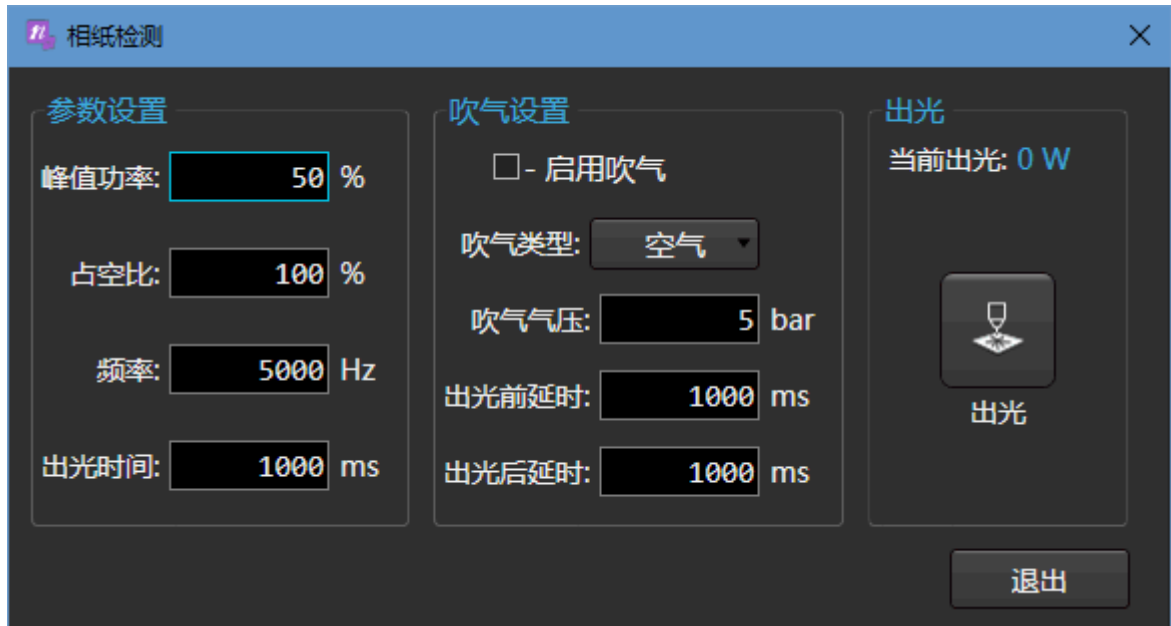 相纸检测
参数设置
峰值功率: 50 %
占空比: 100 %
频率: 5000 Hz
出光时间: 1000 ms
吹气设置
- 启用吹气
吹气类型: 空气
吹气气压: 5 bar
出光前延时: 1000 ms
出光后延时: 1000 ms
出光
当前出光: 0 W
出光
退出